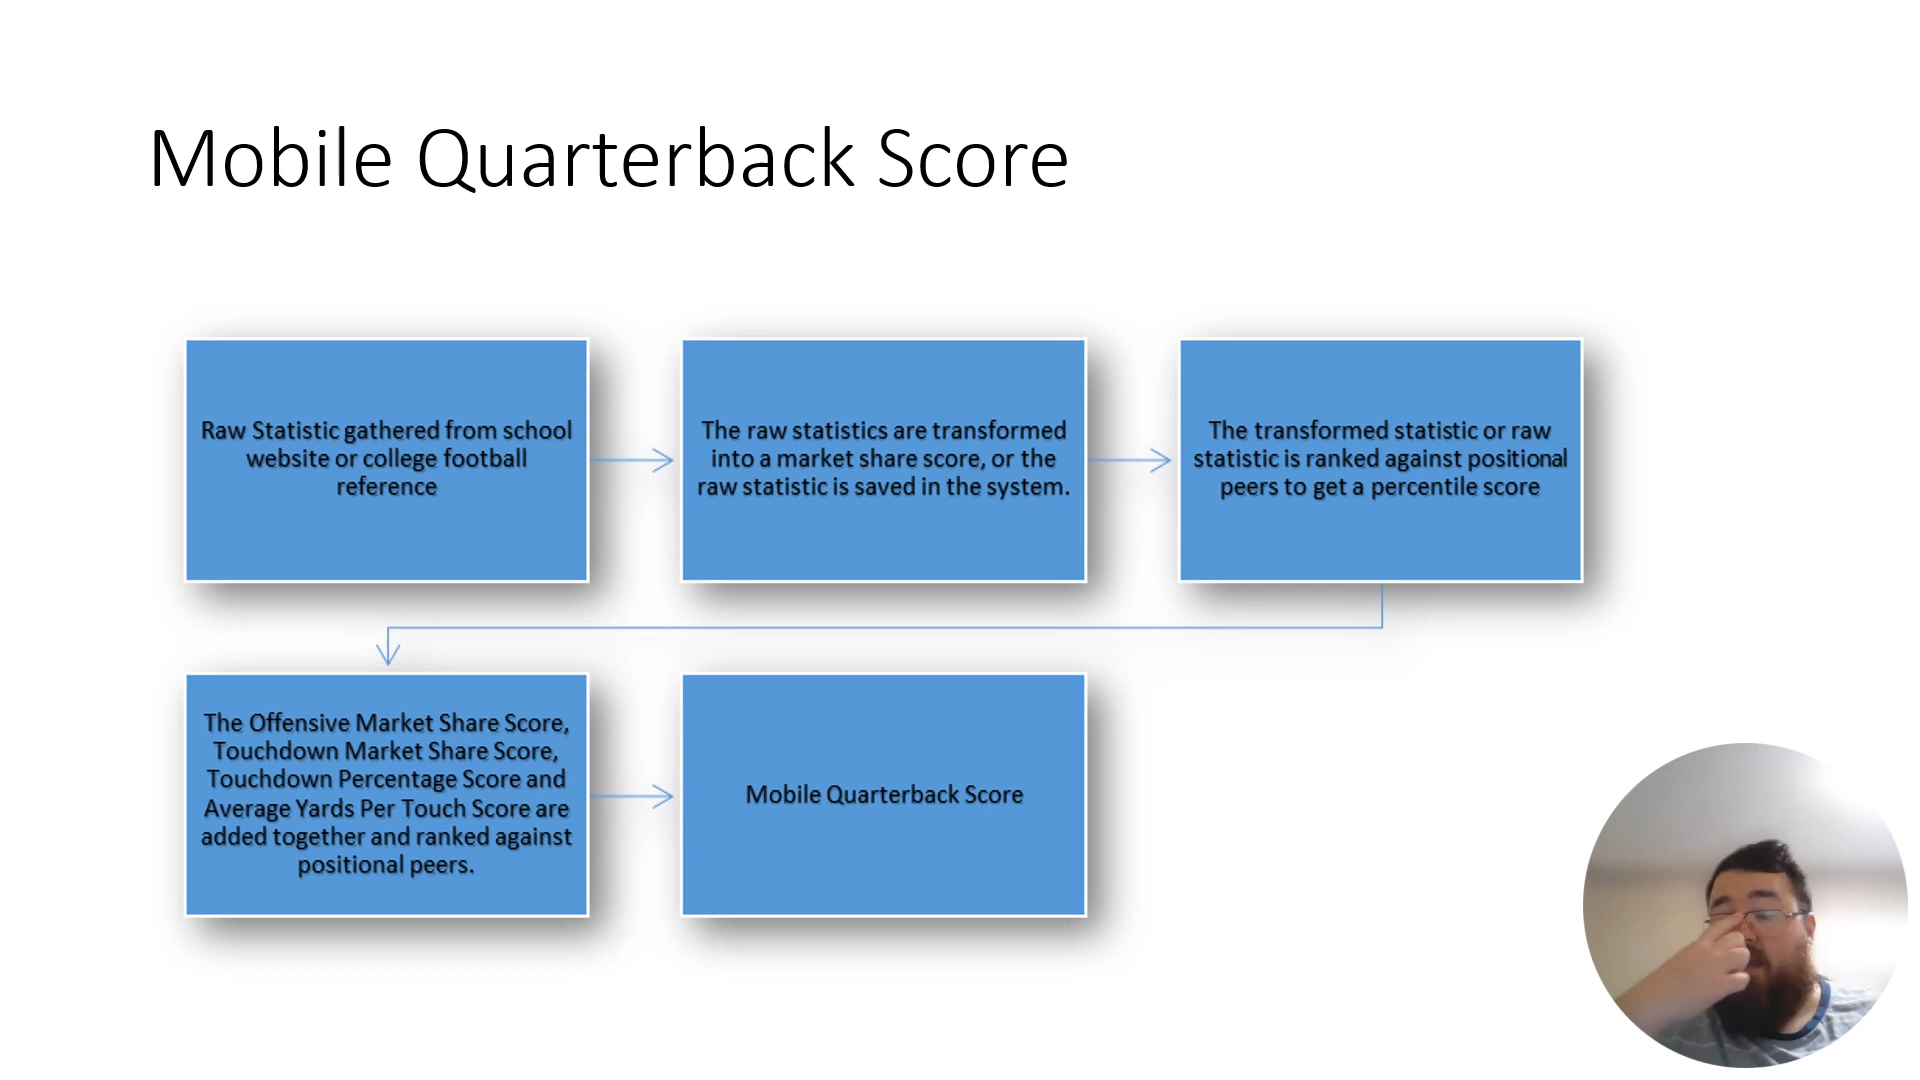 Mobile Quarterback Score
Raw Statistic gathered from school
website or college football
reference
The raw statistics are transformed
into a market share score, or the
raw statistic is saved in the system.
The transformed statistic or raw
statistic is ranked against positional
peers to get a percentile score
The Offensive Market Share Score,
Touchdown Market Share Score,
Touchdown Percentage Score and
Average Yards Per Touch Score are
added together and ranked against
positional peers.
Mobile Quarterback Score